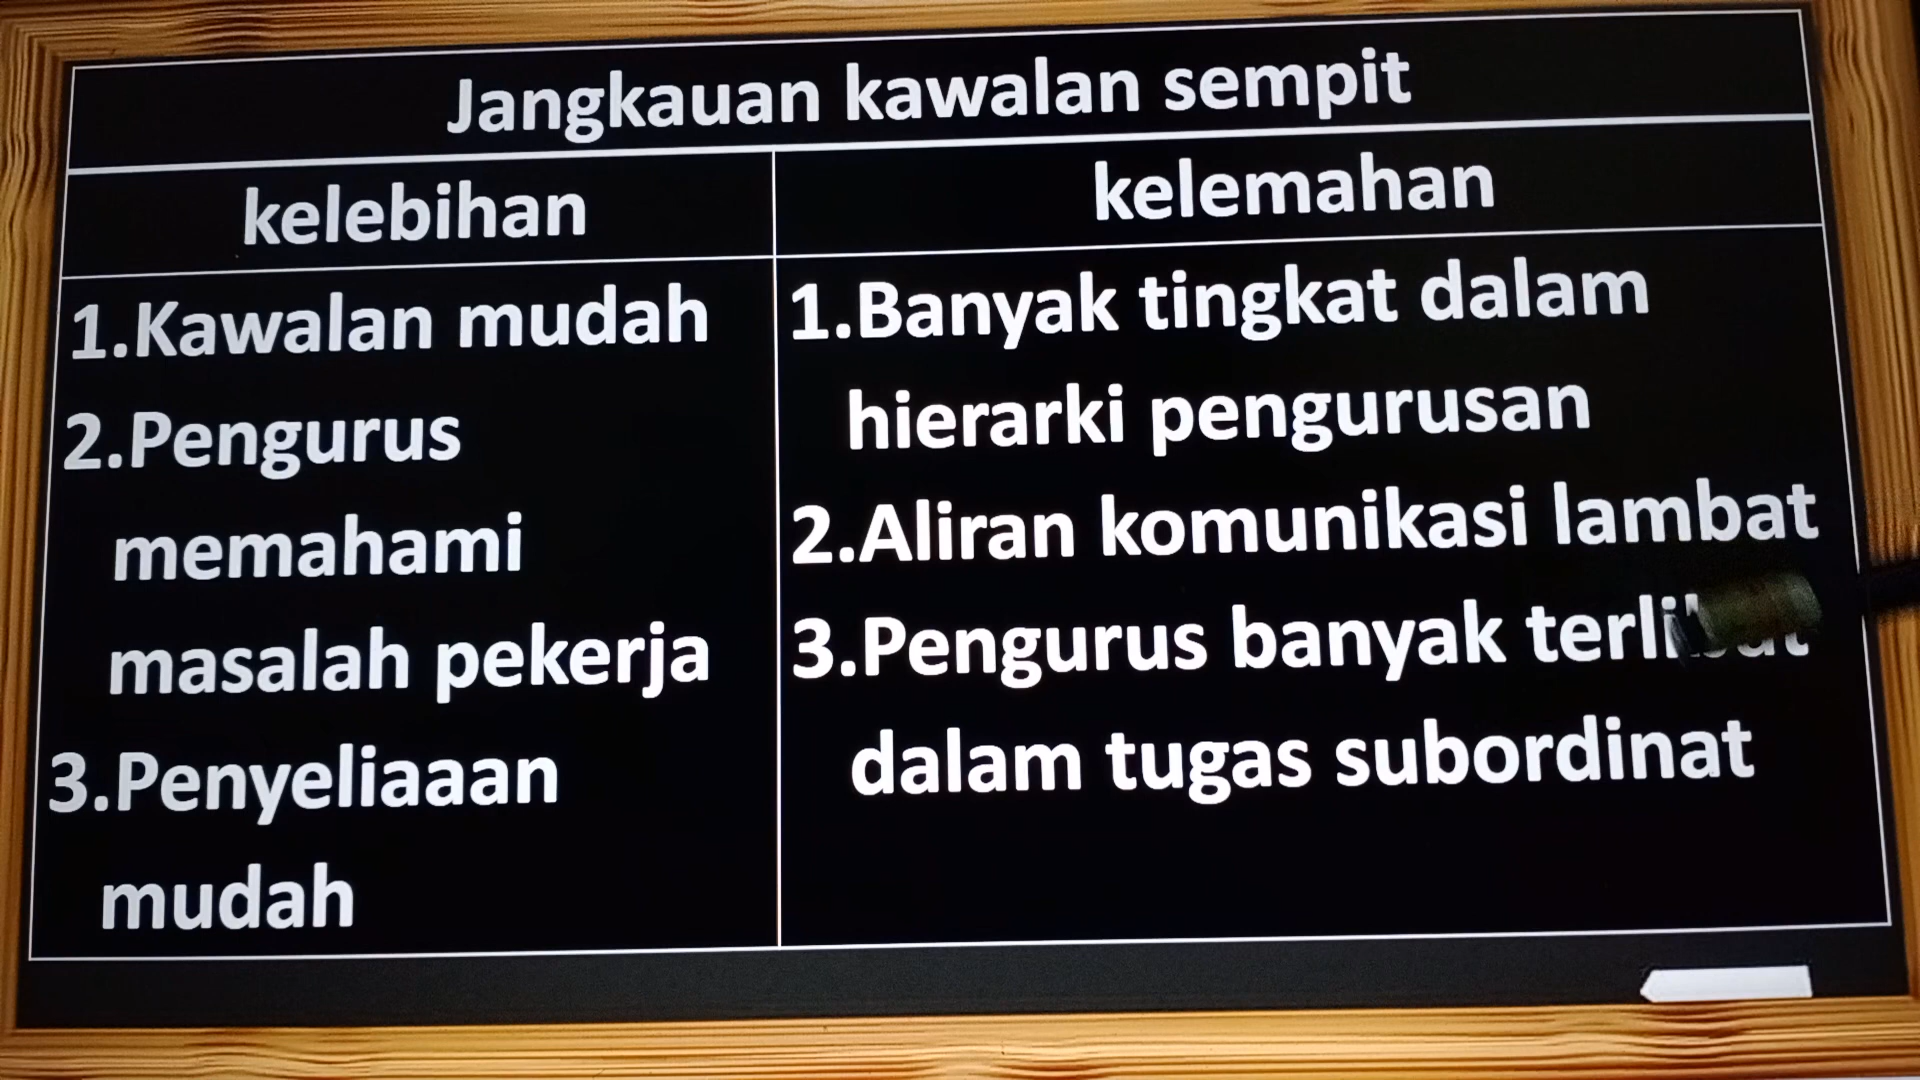 Jangkauan kawalan sempit
kelebihan
kelemahan
1.Kawalan mudah
2.Pengurus
memahami
masalah pekerja
3.Penyeliaaan
mudah
1.Banyak tingkat dalam
hierarki pengurusan
2.Aliran komunikasi lambat
3.Pengurus banyak
dalam tugas subordinat